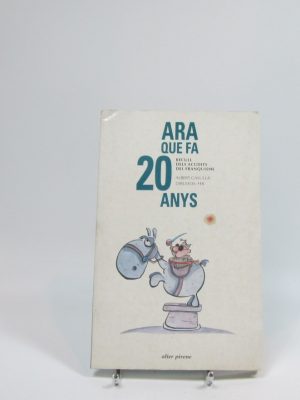 ARA
QUE FA
20
RECULL
DELS ACUDITS
DEL FRANQUISME
ANYS
alter pirene